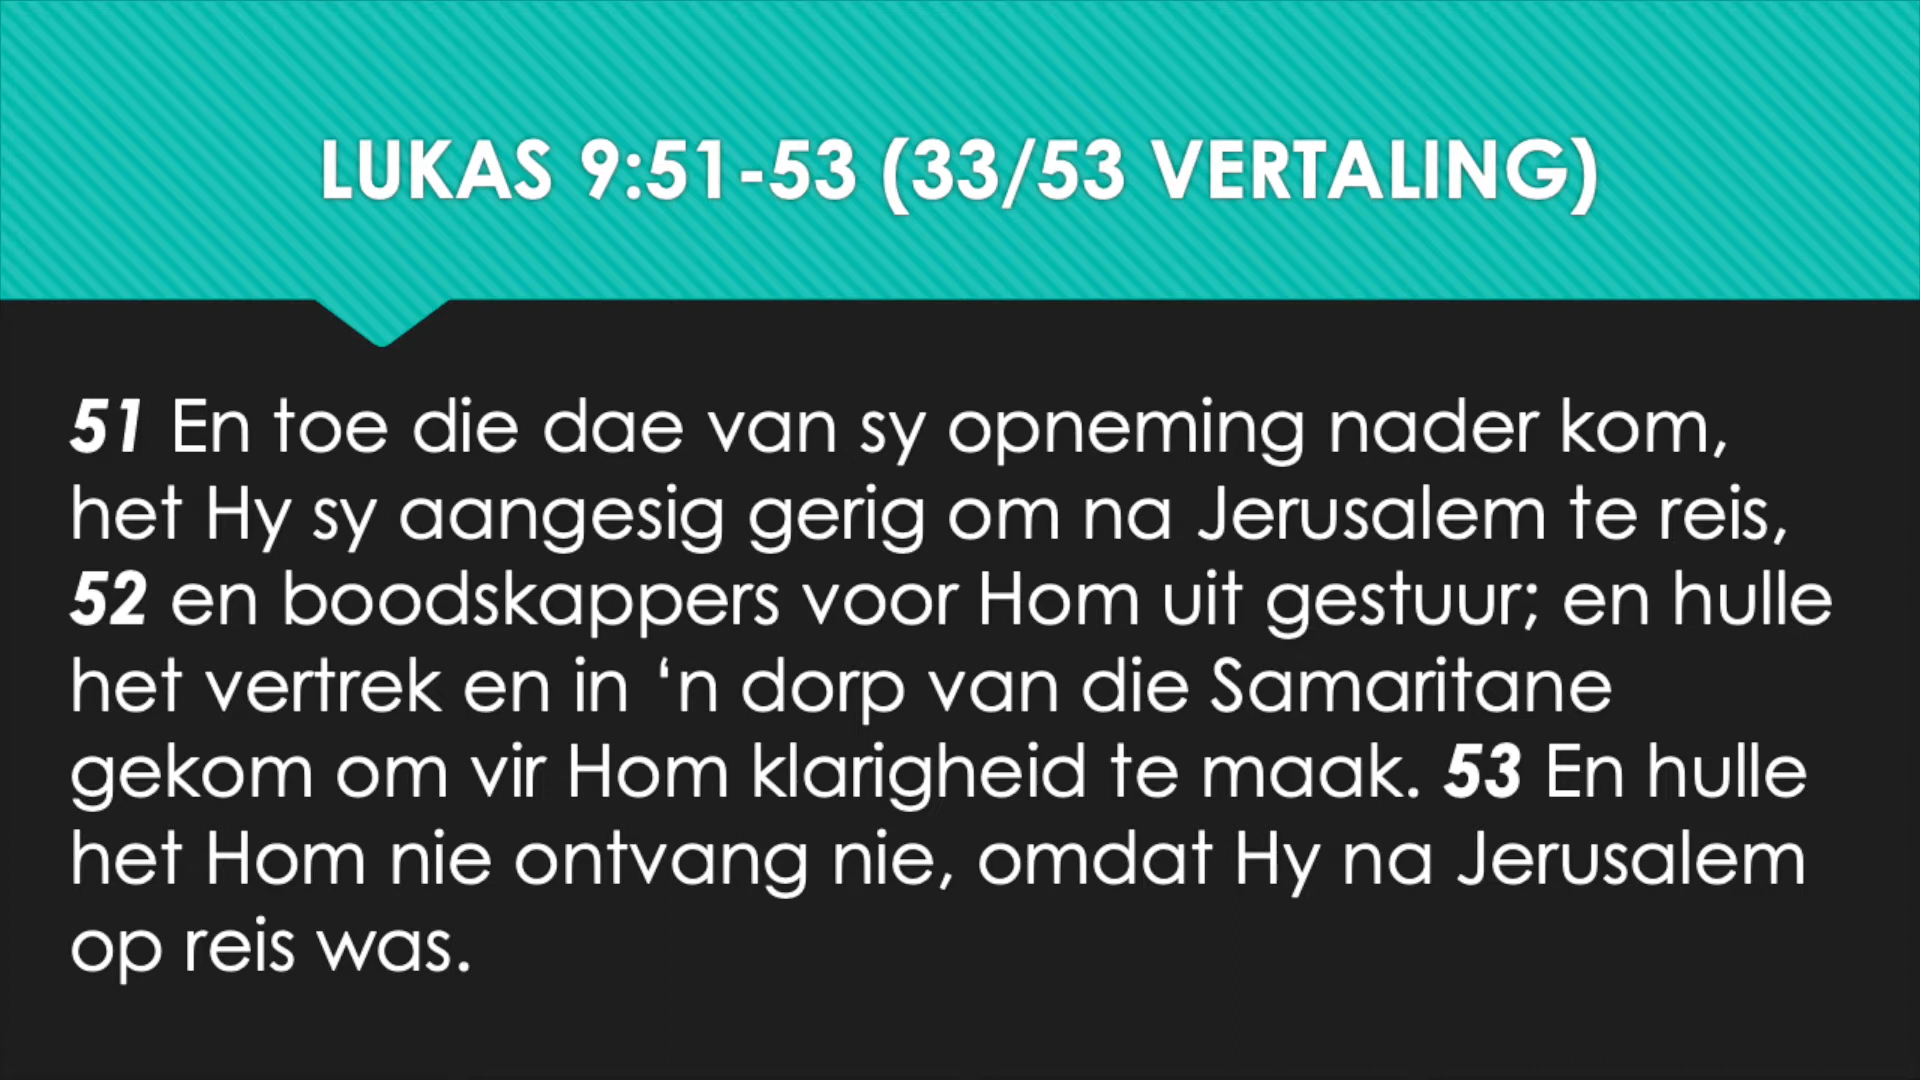 LUKAS 9:51-53 (33/53 VERTALING)
51 En toe die dae van sy opneming nader kom,
het Hy sy aangesig gerig om na Jerusalem te reis,
52 en boodskappers voor Hom uit gestuur; en hulle
het vertrek en in ‘n dorp van die Samaritane
gekom om vir Hom klarigheid te maak. 53 En hulle
het Hom nie ontvang nie, omdat Hy na Jerusalem
op reis was.